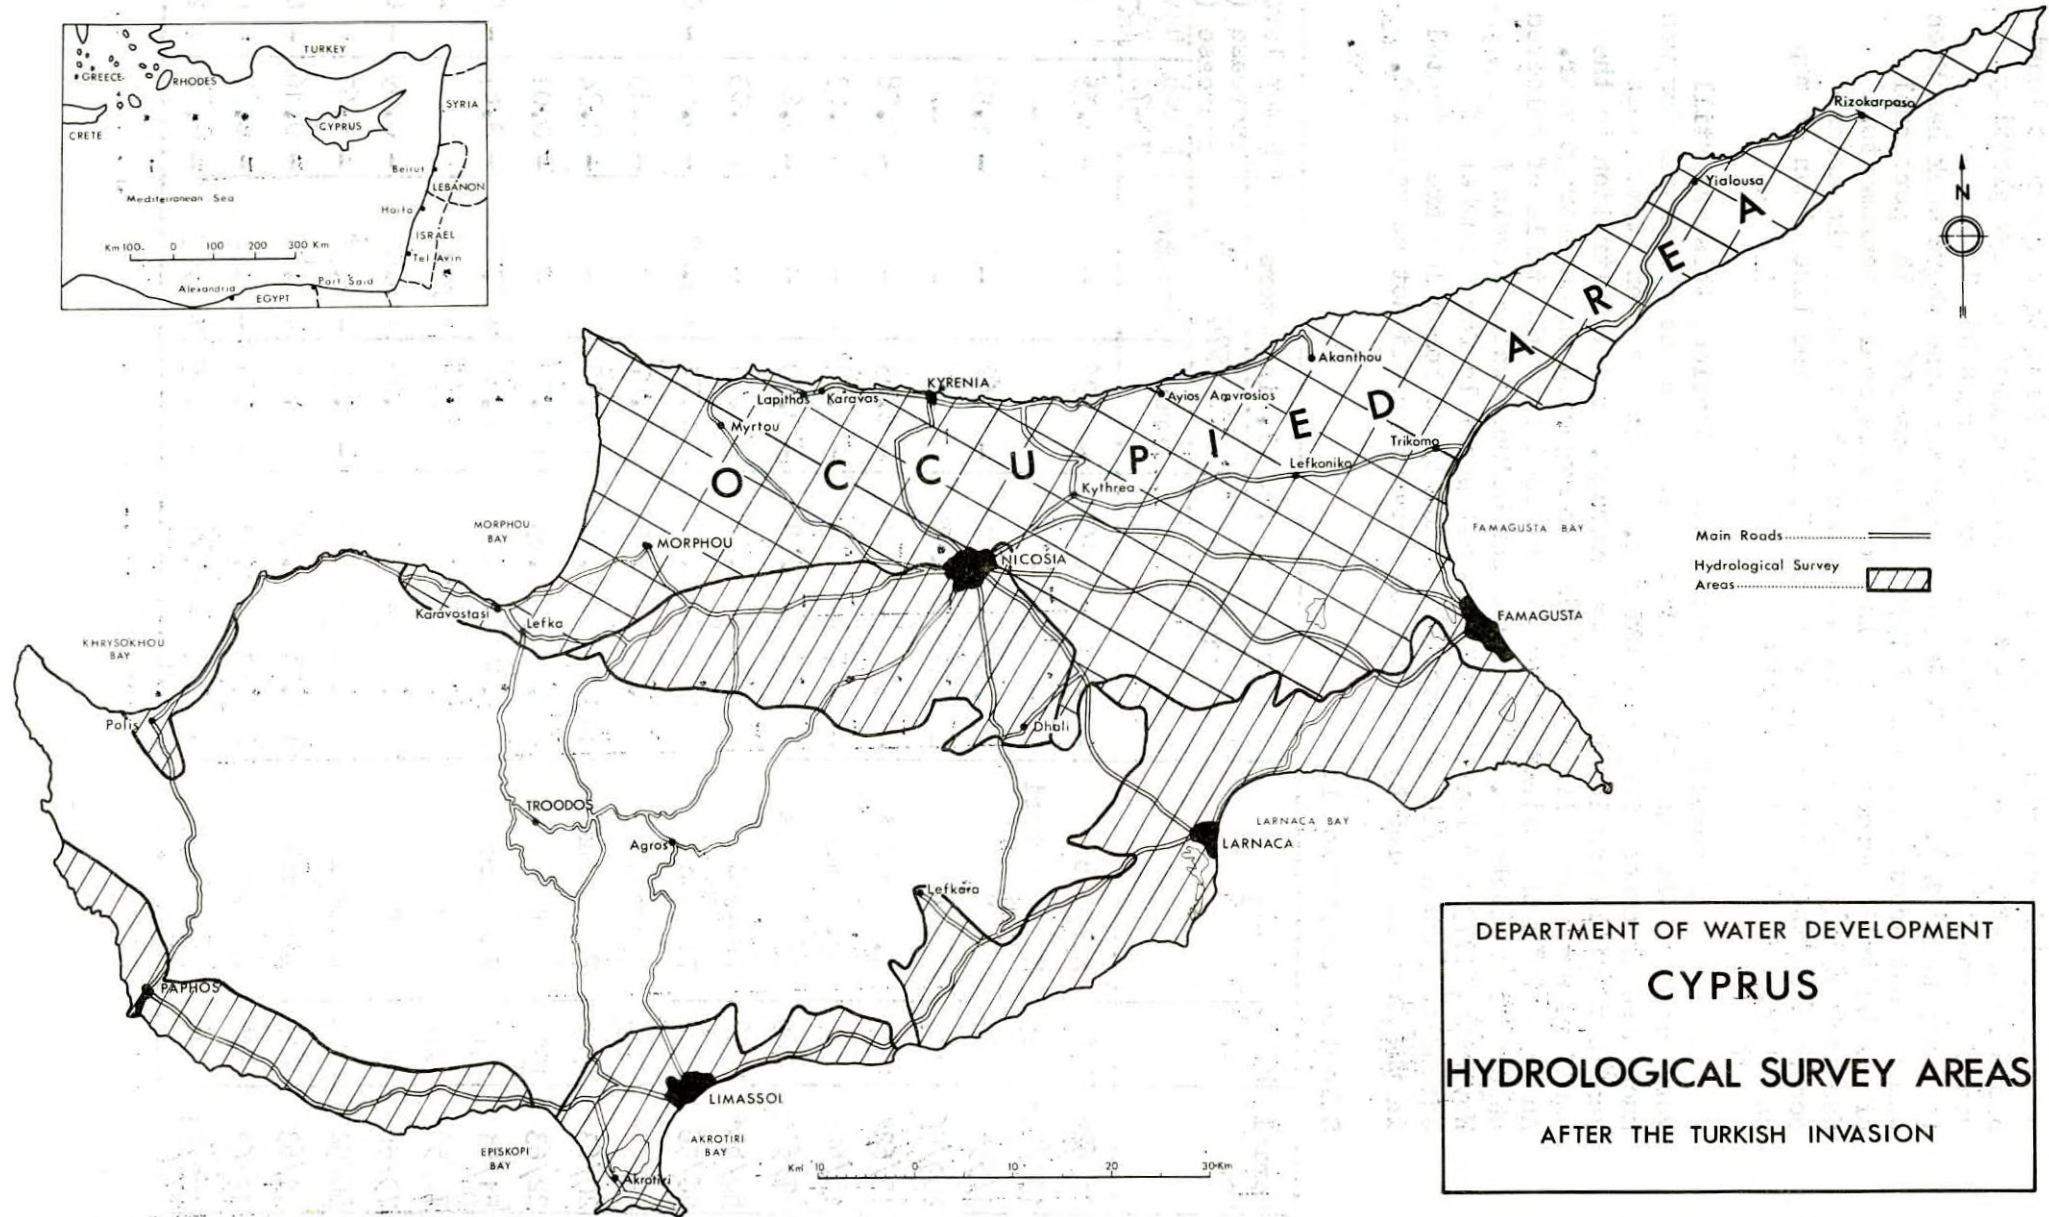 TURKEY
GREECE
RHODES
SYRIA
CYPRUS
CRETE
Beirut
LEBANON
Mediterranean Sea
Haifa
ISRAEL
Km 100 0 100 200 300 Km
Tel Avin
Alexandria
Port Said
EGYPT
Rizokarpaso
Yialousa
N
OCCUPIED AREA
Akanthou
KYRENIA
Lapithos
Karavas
Ayios Amvrosios
Myrtou
Trikomo
Lefkoniko
Kythrea
MORPHOU
BAY
FAMAGUSTA BAY
MORPHOU
NICOSIA
Main Roads
Hydrological Survey
Areas
Karavostasi
Lefka
FAMAGUSTA
KHRYSOKHOU
BAY
Polis
Dhali
TROODOS
Agros
LARNACA BAY
LARNACA
Lefkara
PAPHOS
LIMASSOL
EPISKOPI
BAY
AKROTIRI
BAY
Akrotiri
Km 10 0 10 20 30 Km
DEPARTMENT OF WATER DEVELOPMENT
CYPRUS
HYDROLOGICAL SURVEY AREAS
AFTER THE TURKISH INVASION